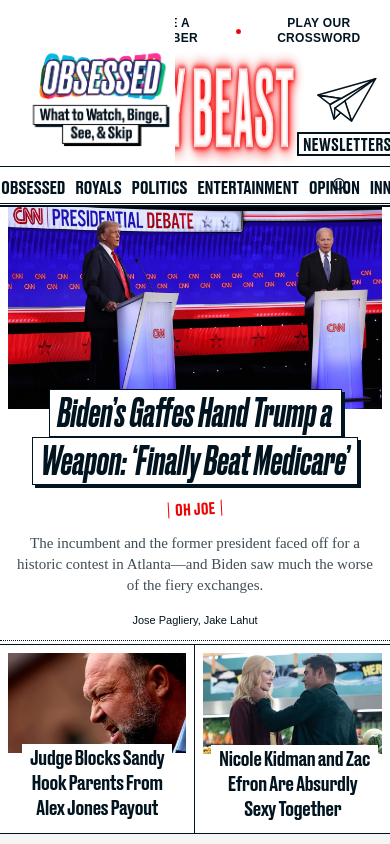 E A
BER
PLAY OUR
CROSSWORD
OBSESSED
What to Watch, Binge,
See, & Skip
Y BEAST
NEWSLETTERS
OBSESSED ROYALS POLITICS ENTERTAINMENT OPINION INN
CNN PRESIDENTIAL DEBATE
CNN
CNN
Biden's Gaffes Hand Trump a
Weapon: ‘Finally Beat Medicare’
OH JOE
The incumbent and the former president faced off for a
historic contest in Atlanta—and Biden saw much the worse
of the fiery exchanges.
Jose Pagliery, Jake Lahut
Judge Blocks Sandy
Hook Parents From
Alex Jones Payout
Nicole Kidman and Zac
Efron Are Absurdly
Sexy Together